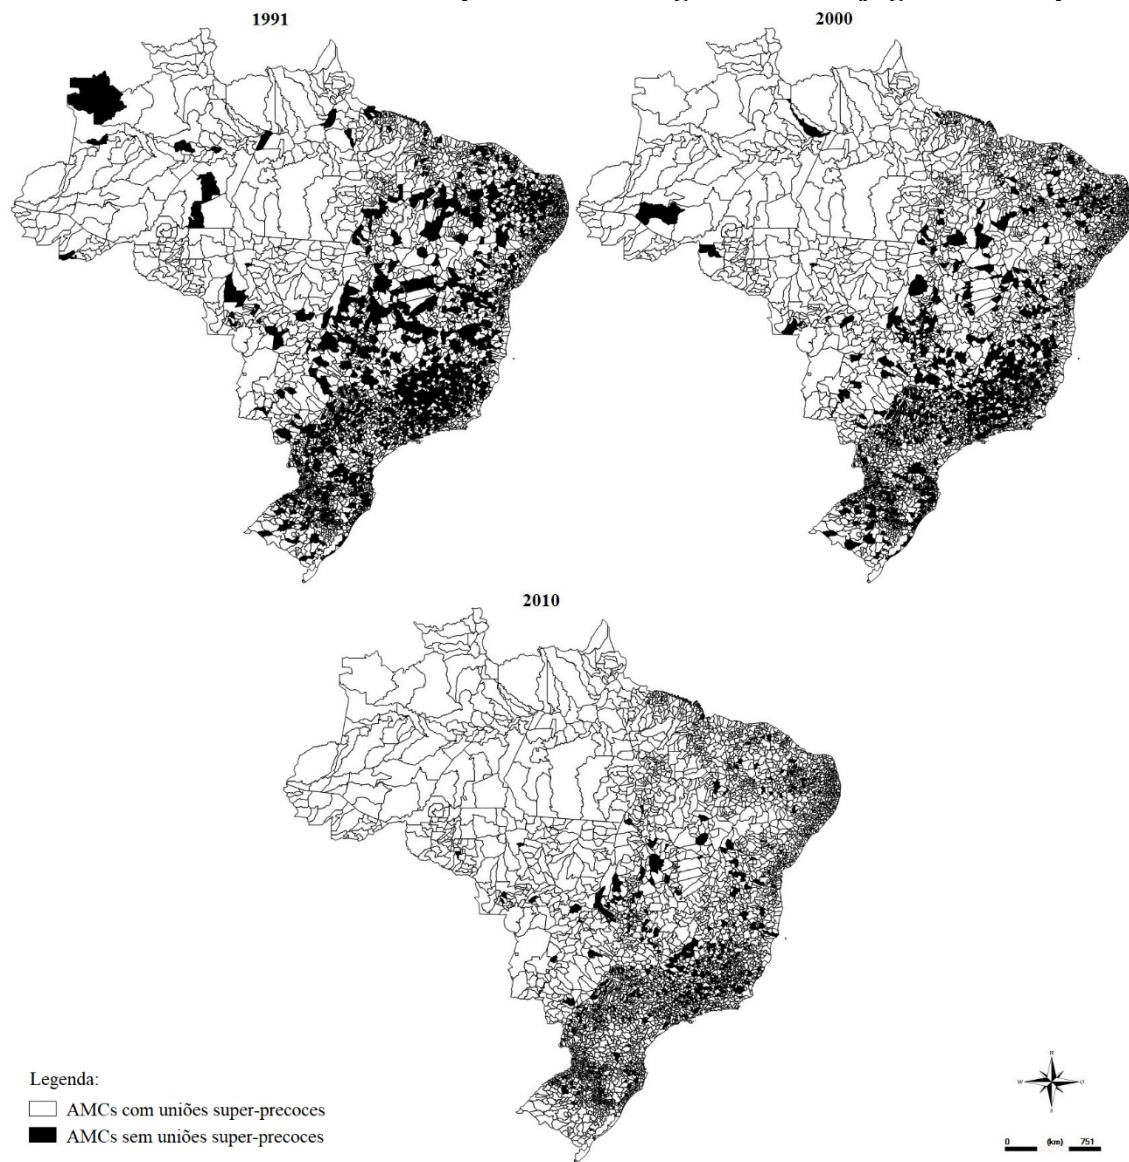 1991
2000
2010
Legenda:
AMCs com uniões super-precoces
AMCs sem uniões super-precoces
N
W
O
S
0 (km) 751